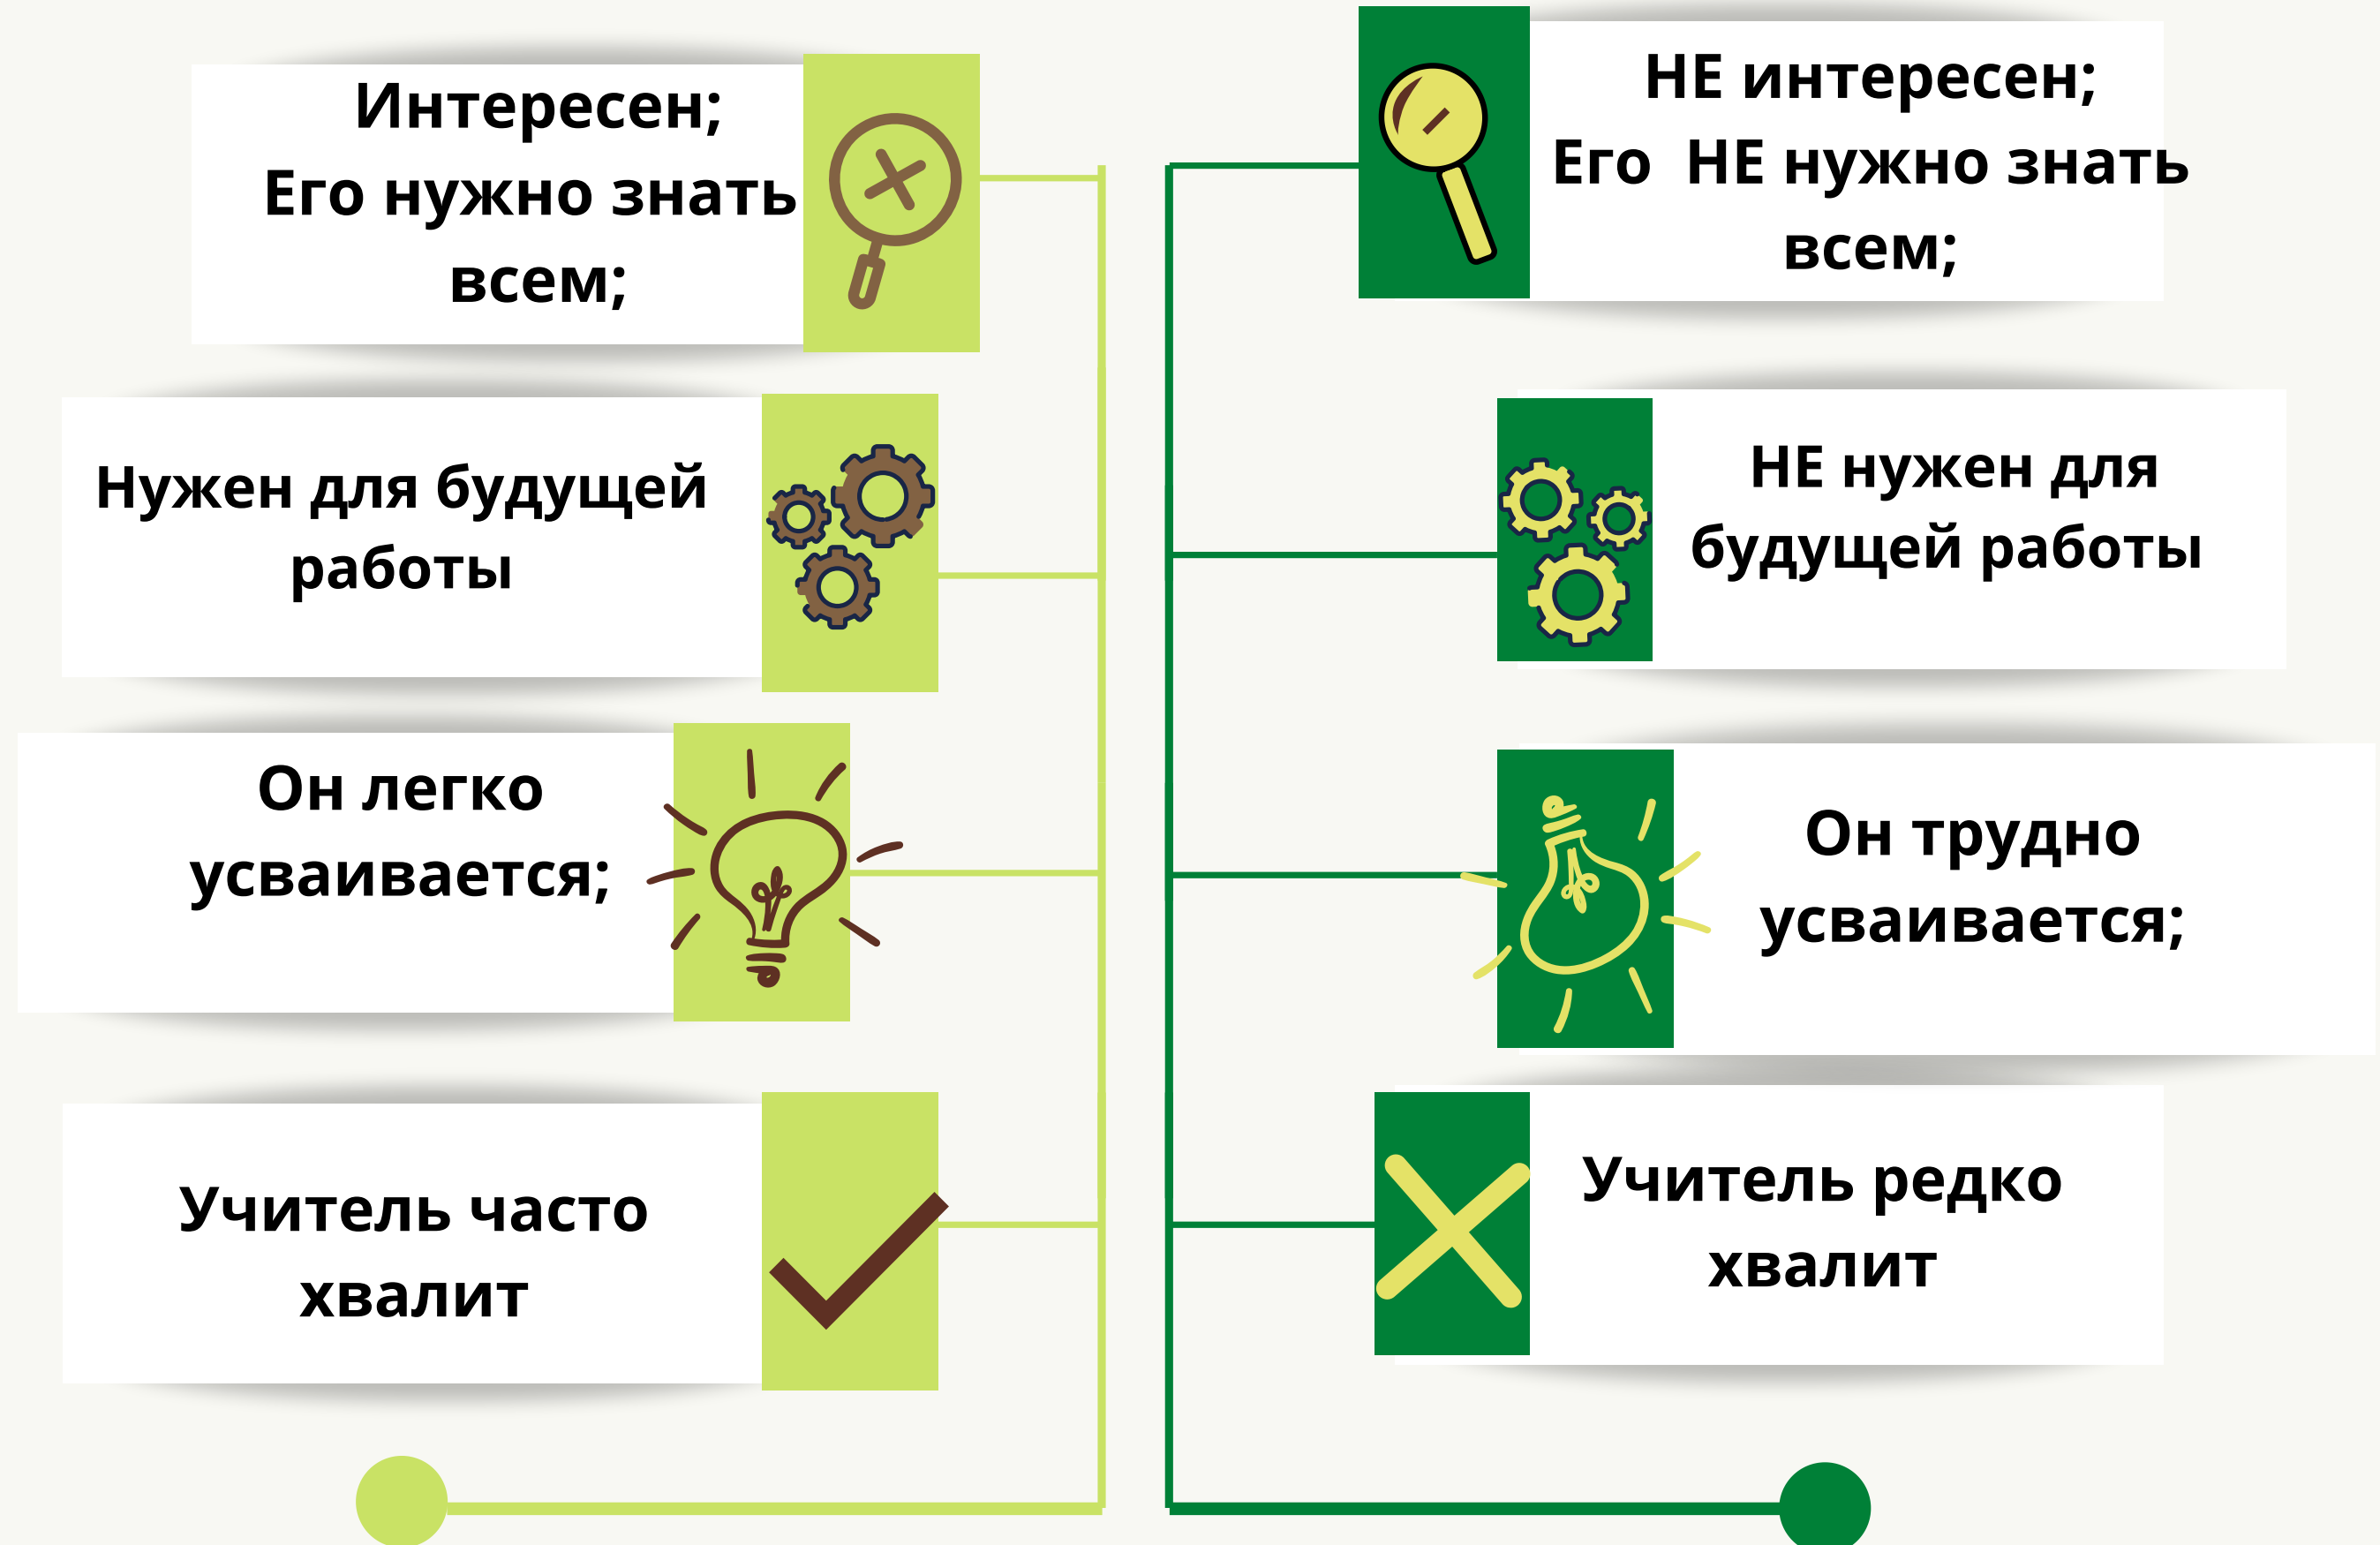 Интересен;
Его нужно знать
всем;
Нужен для будущей
работы
Он легко
усваивается;
Учитель часто
хвалит
НЕ интересен;
Его НЕ нужно знать
всем;
НЕ нужен для
будущей работы
Он трудно
усваивается;
Учитель редко
хвалит